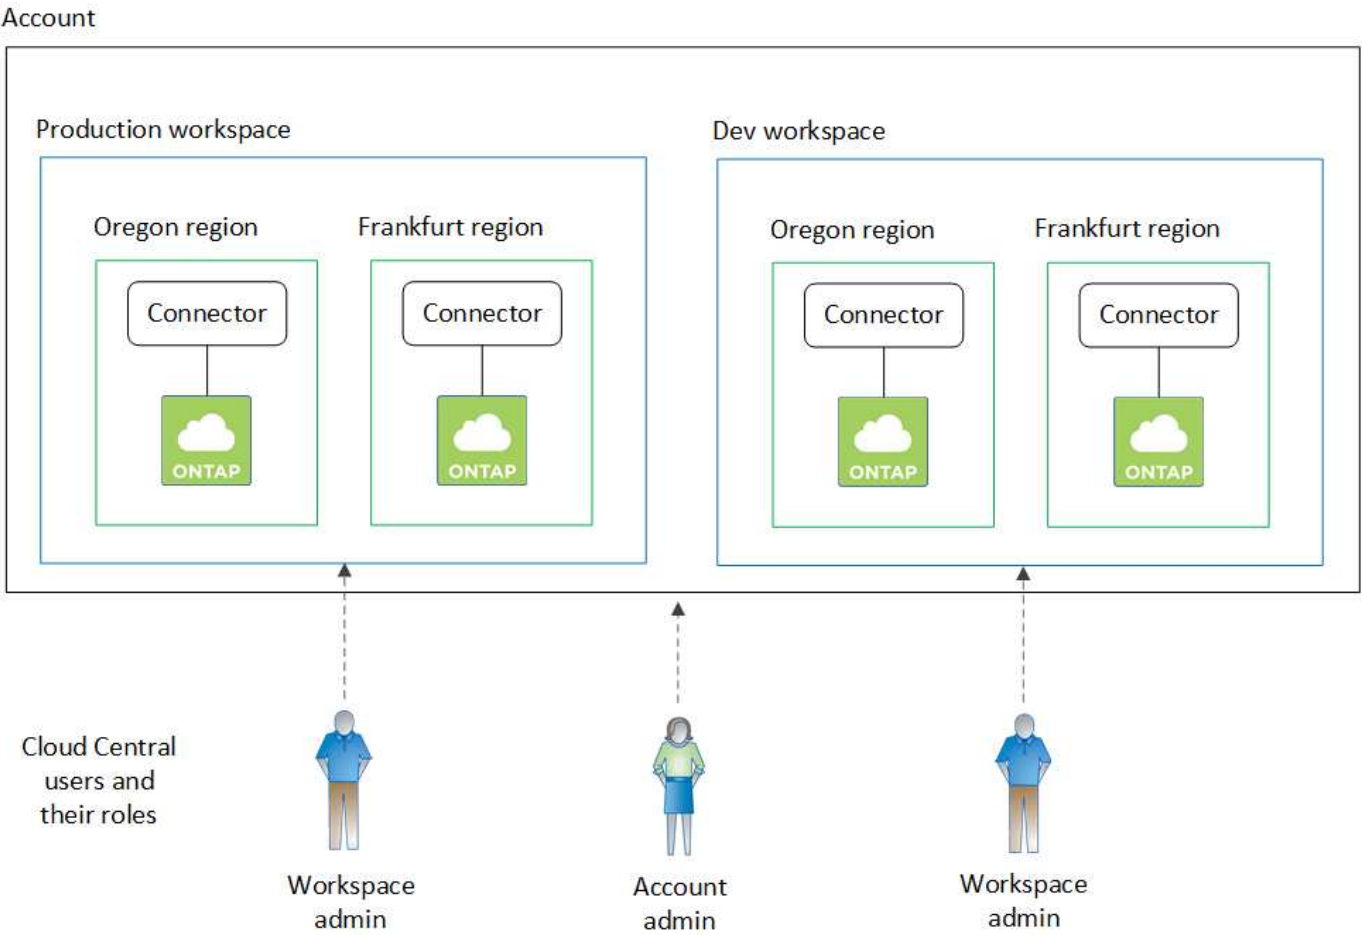 Account
Production workspace
Dev workspace
Oregon region
Frankfurt region
Oregon region
Frankfurt region
Connector
Connector
Connector
Connector
ONTAP
ONTAP
ONTAP
ONTAP
Cloud Central
users and
their roles
Workspace
admin
Account
admin
Workspace
admin